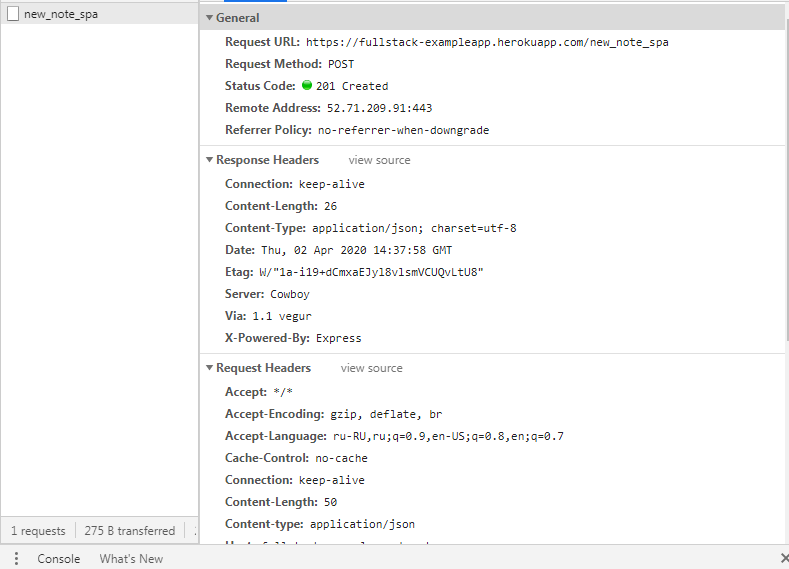 new_note_spa
General
Request URL: https://fullstack-exampleapp.herokuapp.com/new_note_spa
Request Method: POST
Status Code: 201 Created
Remote Address: 52.71.209.91:443
Referrer Policy: no-referrer-when-downgrade
Response Headers view source
Connection: keep-alive
Content-Length: 26
Content-Type: application/json; charset=utf-8
Date: Thu, 02 Apr 2020 14:37:58 GMT
Etag: W/"1a-i19+dCmxaEJyl8vlsmVCUQvLtU8"
Server: Cowboy
Via: 1.1 vegur
X-Powered-By: Express
Request Headers view source
Accept: */*
Accept-Encoding: gzip, deflate, br
Accept-Language: ru-RU,ru;q=0.9,en-US;q=0.8,en;q=0.7
Cache-Control: no-cache
Connection: keep-alive
Content-Length: 50
Content-type: application/json
1 requests 275 B transferred
Console What's New